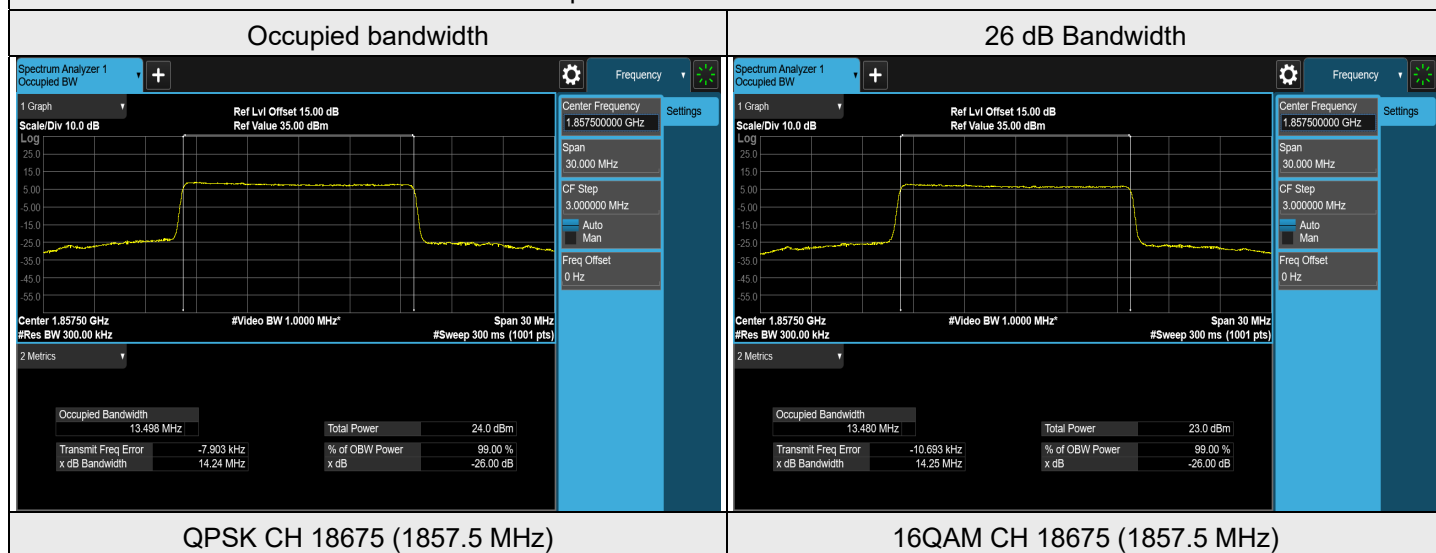 Occupied bandwidth
26 dB Bandwidth
Spectrum Analyzer 1
Occupied BW
+
Frequency
1 Graph
Ref Lvl Offset 15.00 dB
Scale/Div 10.0 dB
Ref Value 35.00 dBm
Log
25.0
15.0
5.00
-5.00
-15.0
-25.0
-35.0
-45.0
-55.0
Center 1.85750 GHz
#Video BW 1.0000 MHz*
Span 30 MHz
#Res BW 300.00 kHz
#Sweep 300 ms (1001 pts)
Center Frequency
1.857500000 GHz
Settings
Span
30.000 MHz
CF Step
3.000000 MHz
Auto
Man
Freq Offset
0 Hz
2 Metrics
Occupied Bandwidth
13.498 MHz
Total Power 24.0 dBm
Transmit Freq Error -7.903 kHz
% of OBW Power 99.00 %
x dB Bandwidth 14.24 MHz
x dB -26.00 dB
Spectrum Analyzer 1
Occupied BW
+
Frequency
1 Graph
Ref Lvl Offset 15.00 dB
Scale/Div 10.0 dB
Ref Value 35.00 dBm
Log
25.0
15.0
5.00
-5.00
-15.0
-25.0
-35.0
-45.0
-55.0
Center 1.85750 GHz
#Video BW 1.0000 MHz*
Span 30 MHz
#Res BW 300.00 kHz
#Sweep 300 ms (1001 pts)
Center Frequency
1.857500000 GHz
Settings
Span
30.000 MHz
CF Step
3.000000 MHz
Auto
Man
Freq Offset
0 Hz
2 Metrics
Occupied Bandwidth
13.480 MHz
Total Power 23.0 dBm
Transmit Freq Error -10.693 kHz
% of OBW Power 99.00 %
x dB Bandwidth 14.25 MHz
x dB -26.00 dB
QPSK CH 18675 (1857.5 MHz)
16QAM CH 18675 (1857.5 MHz)